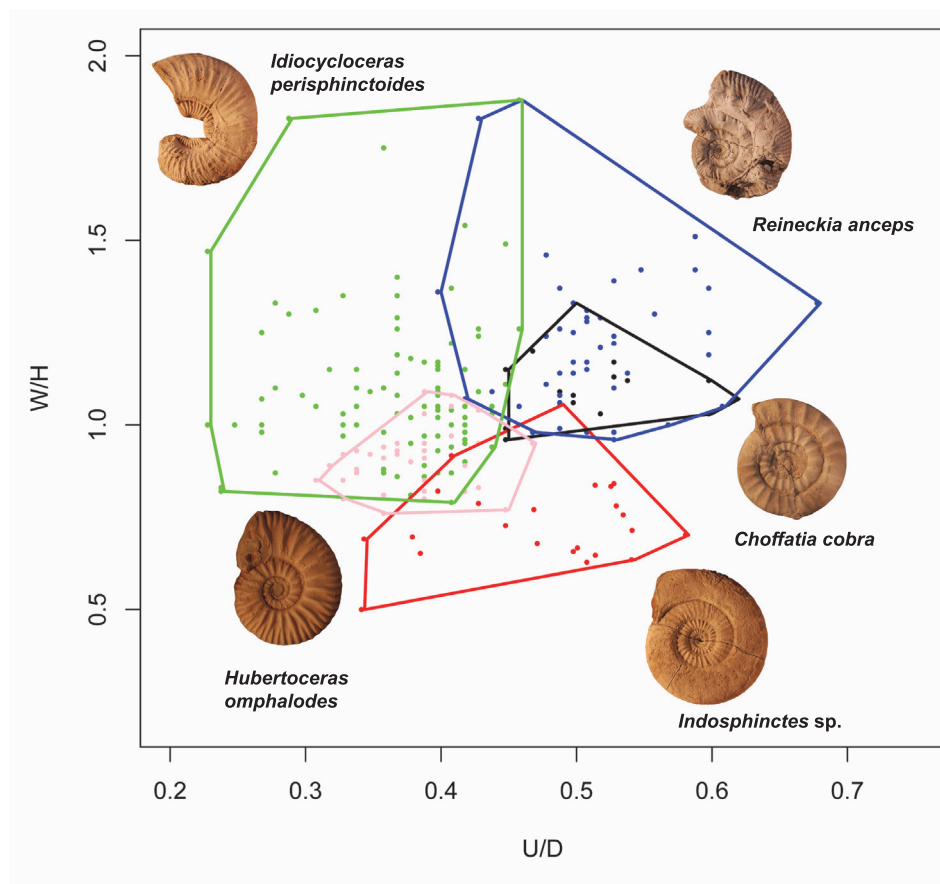 Idiocycloceras
perisphinctoides
Reineckia anceps
Choffatia cobra
Hubertoceras
omphalodes
Indosphinctes sp.
W/H
2.0
1.5
1.0
0.5
0.2 0.3 0.4 0.5 0.6 0.7
U/D